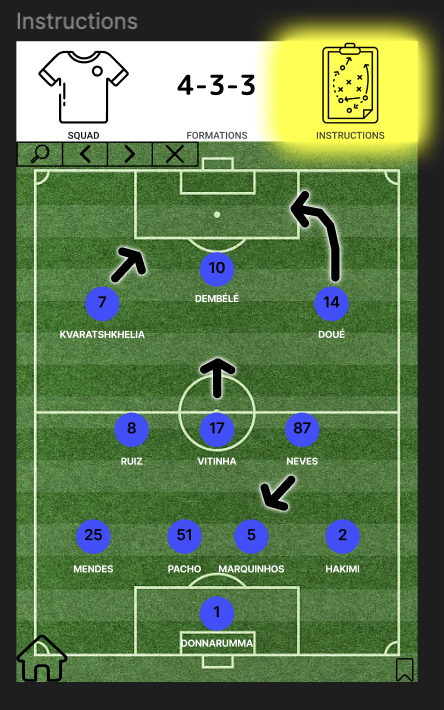 Instructions
4-3-3
SQUAD
FORMATIONS
INSTRUCTIONS
10
DEMBÉLÉ
7
14
KVARATSHKHELIA
DOUÉ
8
17
87
RUIZ
VITINHA
NEVES
25
51
5
2
MENDES
PACHO
MARQUINHOS
HAKIMI
1
DONNARUMMA